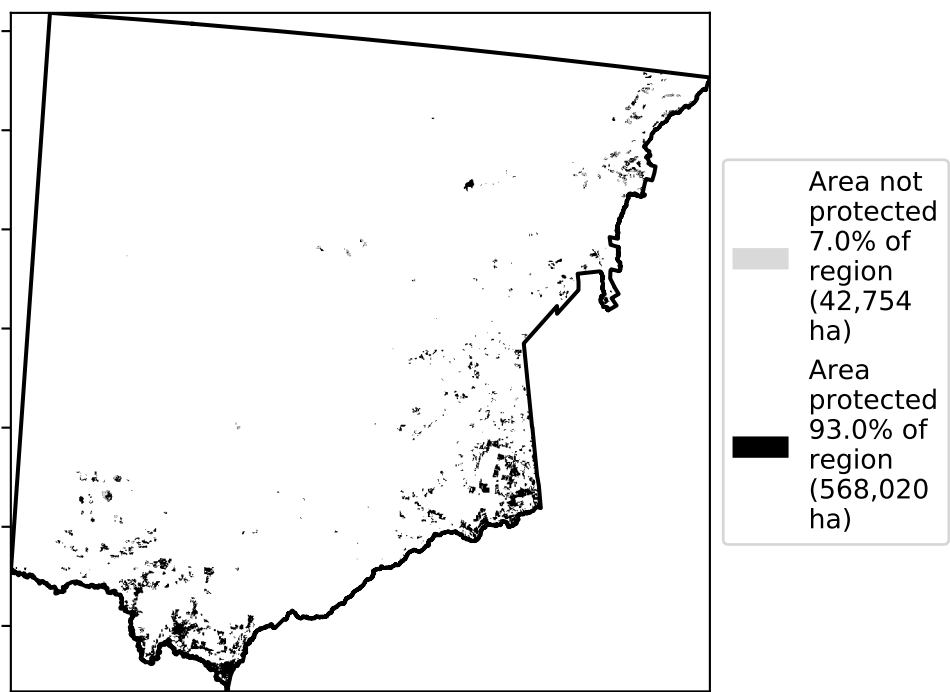 Area not
protected
7.0% of
region
(42,754
ha)
Area
protected
93.0% of
region
(568,020
ha)